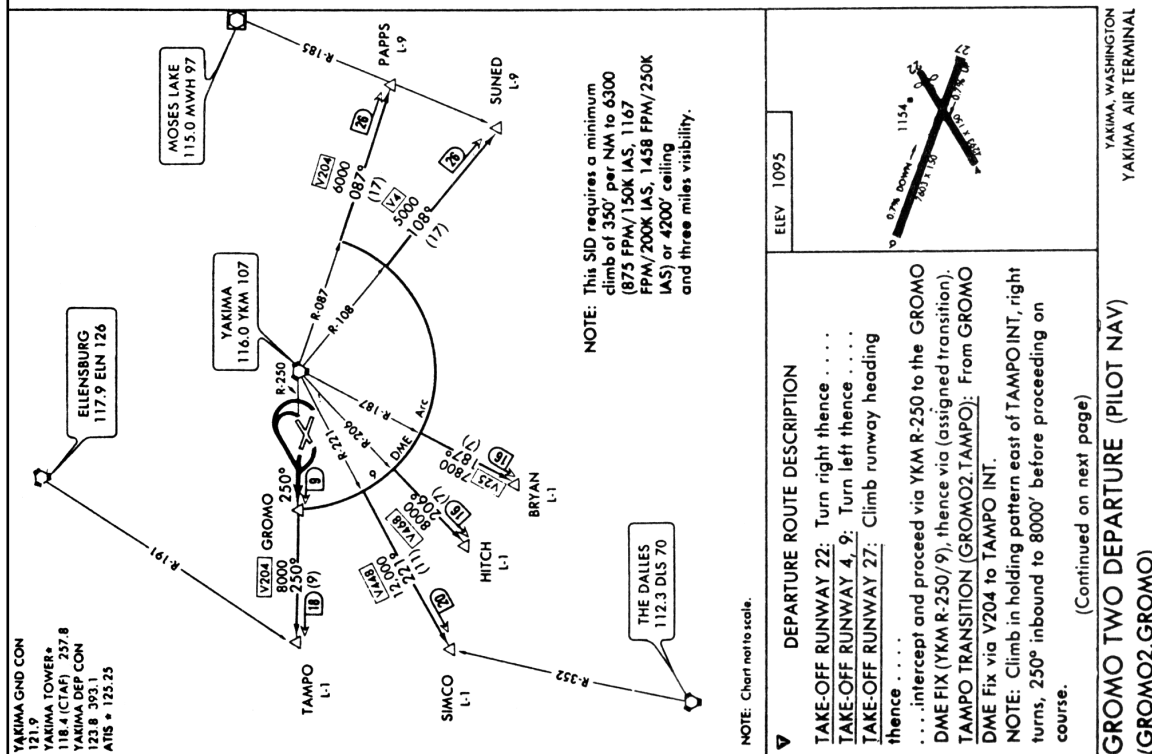 YAKIMA GND CON
121.9
YAKIMA TOWER*
118.4 (CTAF) 257.8
YAKIMA DEP CON
123.8 393.1
ATIS * 125.25
ELLENSBURG
117.9 ELN 126
MOSES LAKE
115.0 MWH 97
YAKIMA
116.0 YKM 107
THE DALLES
112.3 DLS 70
R-191
R-185
R-352
R-250
R-087
R-108
R-187
R-206
R-221
9 DME Arc
PAPPS
L-9
SUNED
L-9
V204
6000
087°
(17)
26
V4
5000
108°
(17)
26
GROMO
250°
9
V204
8000
250°
18 (9)
TAMPO
L-1
V448
12,000
221°
(11)
20
SIMCO
L-1
V468
8000
206°
(7)
16
HITCH
L-1
V25
7800
187°
(7)
16
BRYAN
L-1
NOTE: This SID requires a minimum
climb of 350' per NM to 6300
(875 FPM/150K IAS, 1167
FPM/200K IAS, 1458 FPM/250K
IAS) or 4200' ceiling
and three miles visibility.
NOTE: Chart not to scale.
DEPARTURE ROUTE DESCRIPTION
TAKE-OFF RUNWAY 22: Turn right thence . . . .
TAKE-OFF RUNWAY 4, 9: Turn left thence . . . .
TAKE-OFF RUNWAY 27: Climb runway heading
thence . . . .
. . . intercept and proceed via YKM R-250 to the GROMO
DME FIX (YKM R-250/9), thence via (assigned transition).
TAMPO TRANSITION (GROMO2.TAMPO): From GROMO
DME Fix via V204 to TAMPO INT.
NOTE: Climb in holding pattern east of TAMPO INT, right
turns, 250° inbound to 8000' before proceeding on
course.
(Continued on next page)
ELEV 1095
1154
0.7% DOWN
7603 X 150
9
22
27
4
GROMO TWO DEPARTURE (PILOT NAV)
(GROMO2.GROMO)
YAKIMA, WASHINGTON
YAKIMA AIR TERMINAL